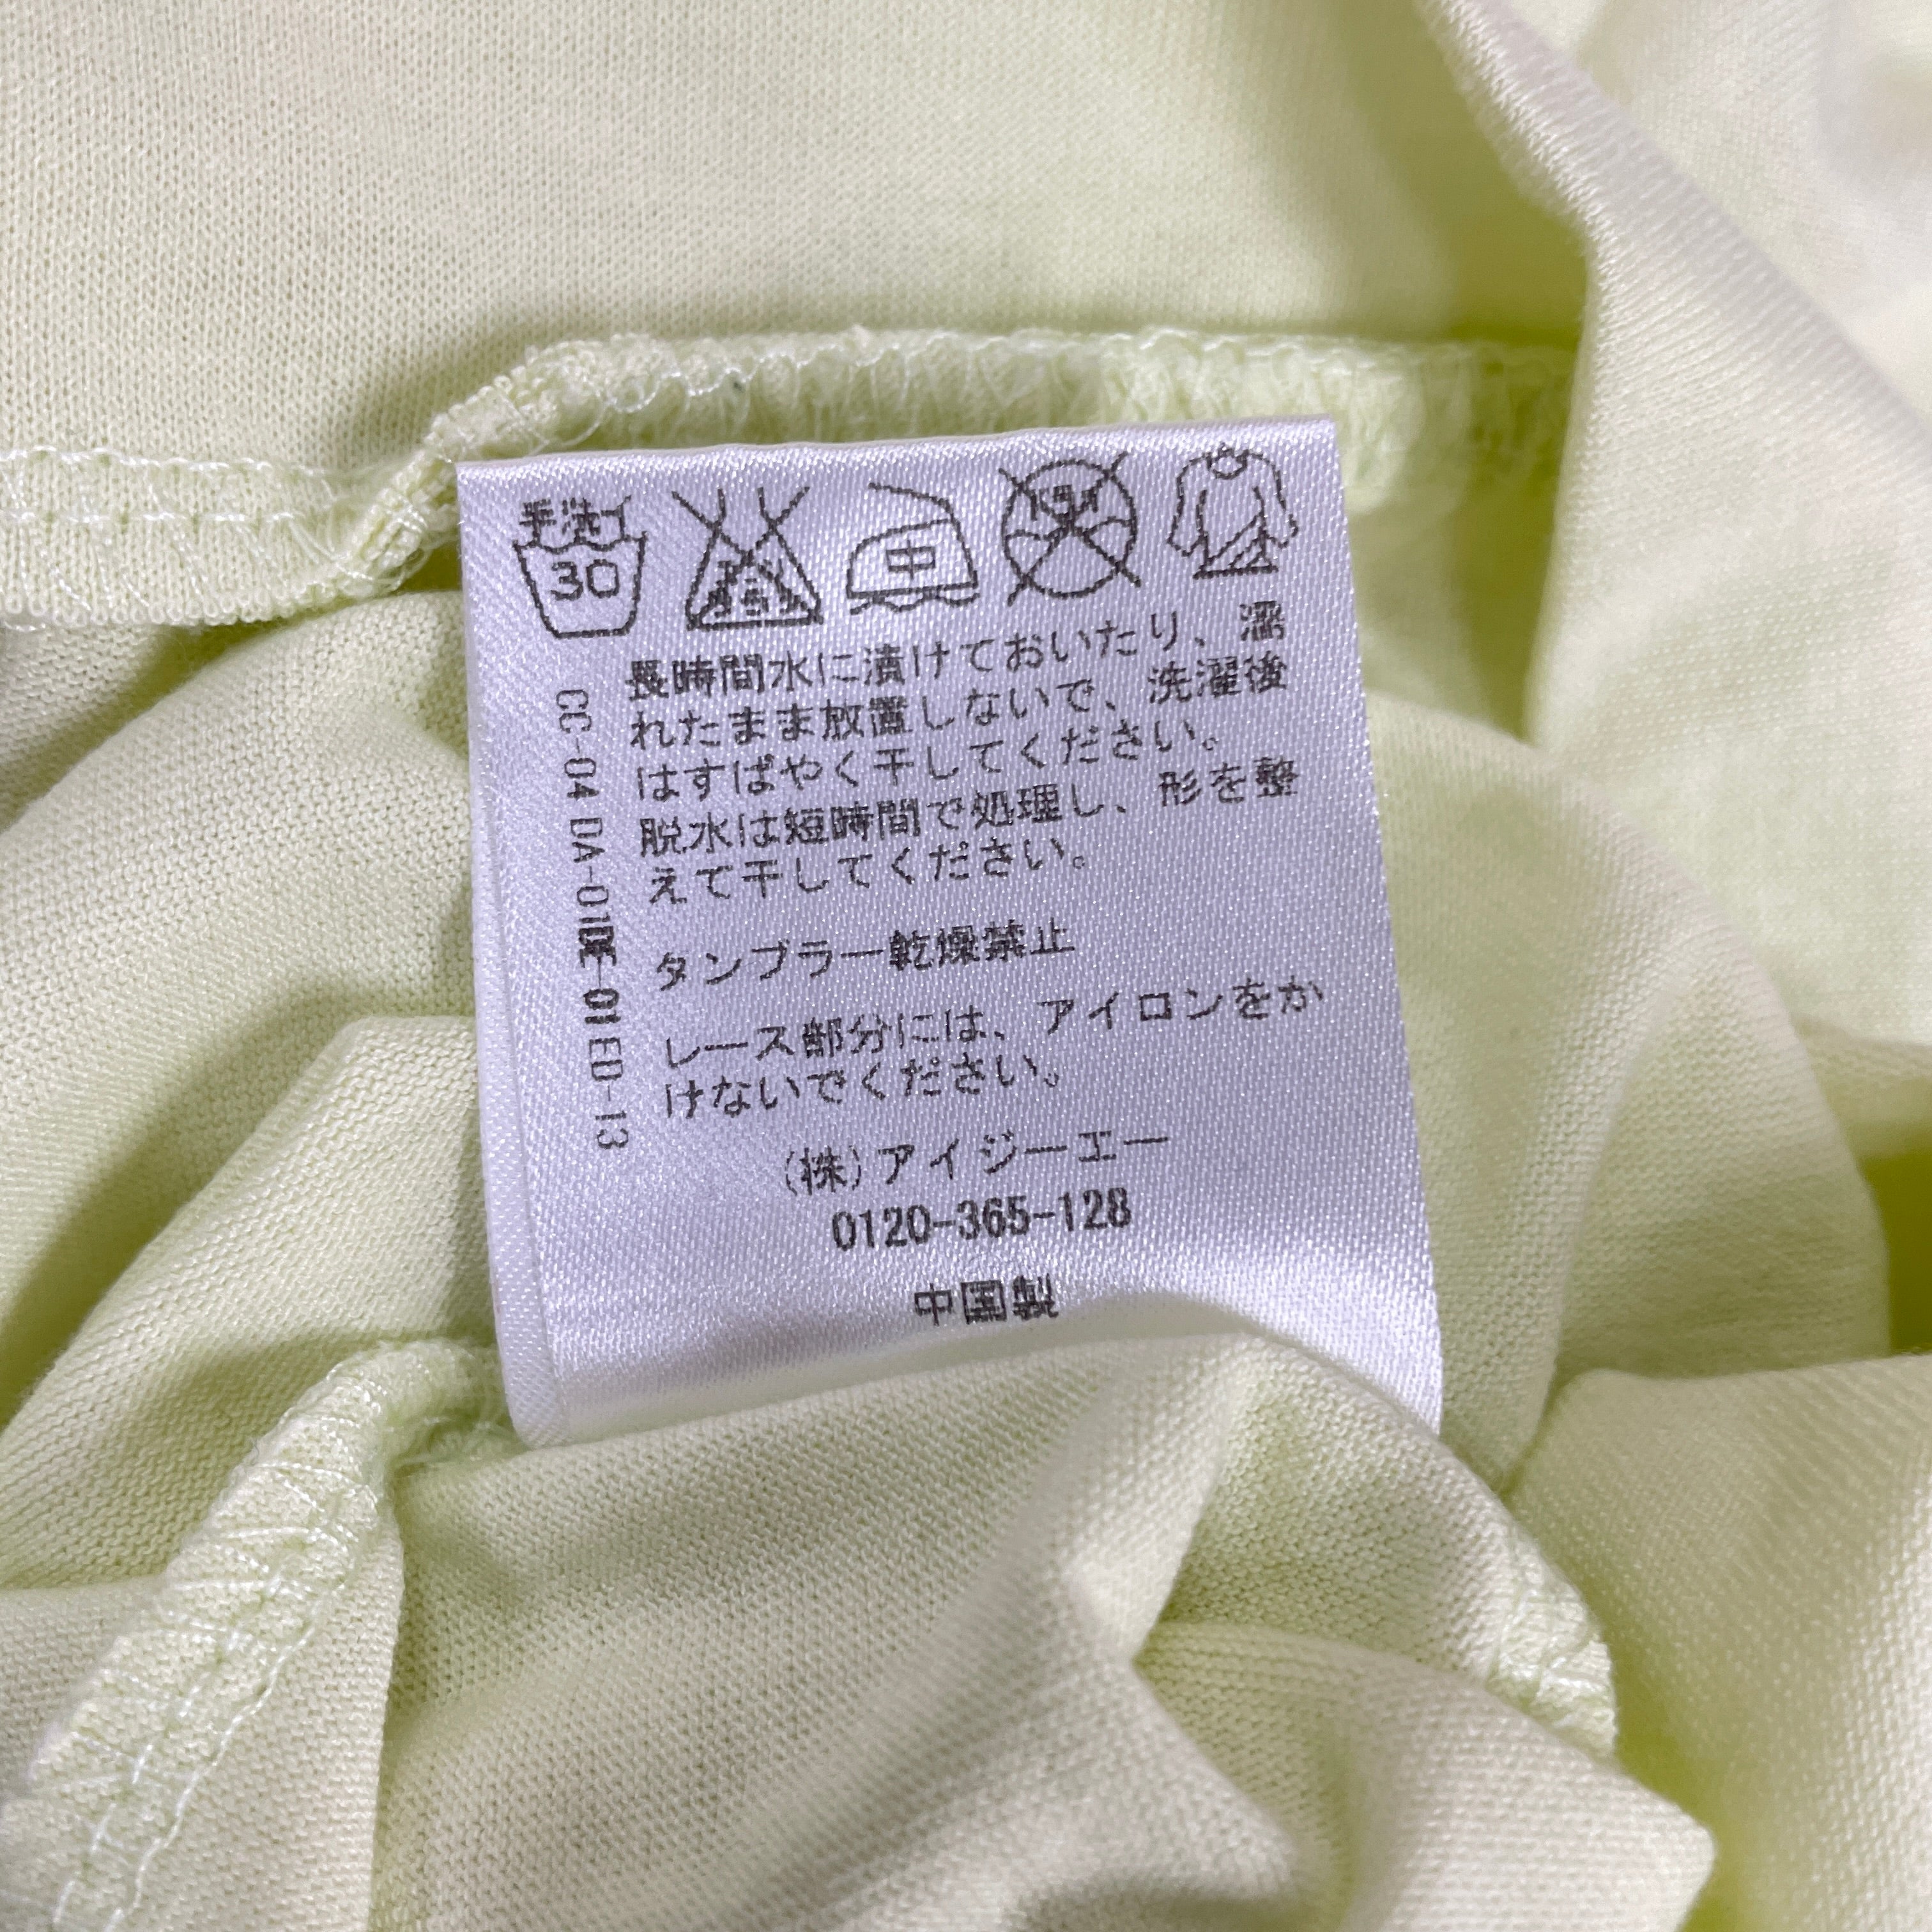 手洗イ
30
中
長時間水に漬けておいたり、濡
れたまま放置しないで、洗濯後
はすばやく干してください。
脱水は短時間で処理し、形を整
えて干してください。
タンブラー乾燥禁止
レース部分には、アイロンをか
けないでください。
(株)アイジーエー
0120-365-128
中国製
CC-04 DA-01 DE-01 ED-13